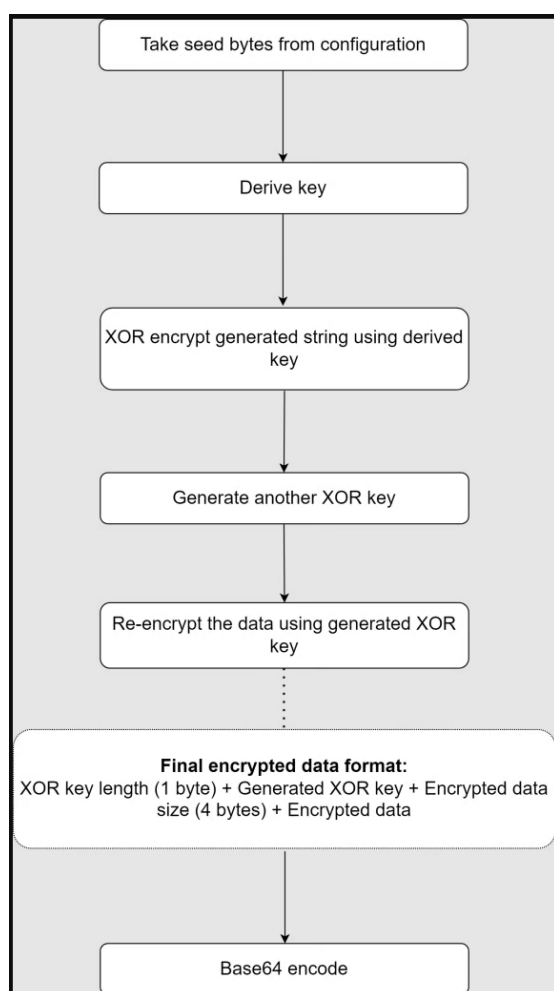 Take seed bytes from configuration
Derive key
XOR encrypt generated string using derived
key
Generate another XOR key
Re-encrypt the data using generated XOR
key
Final encrypted data format:
XOR key length (1 byte) + Generated XOR key + Encrypted data
size (4 bytes) + Encrypted data
Base64 encode